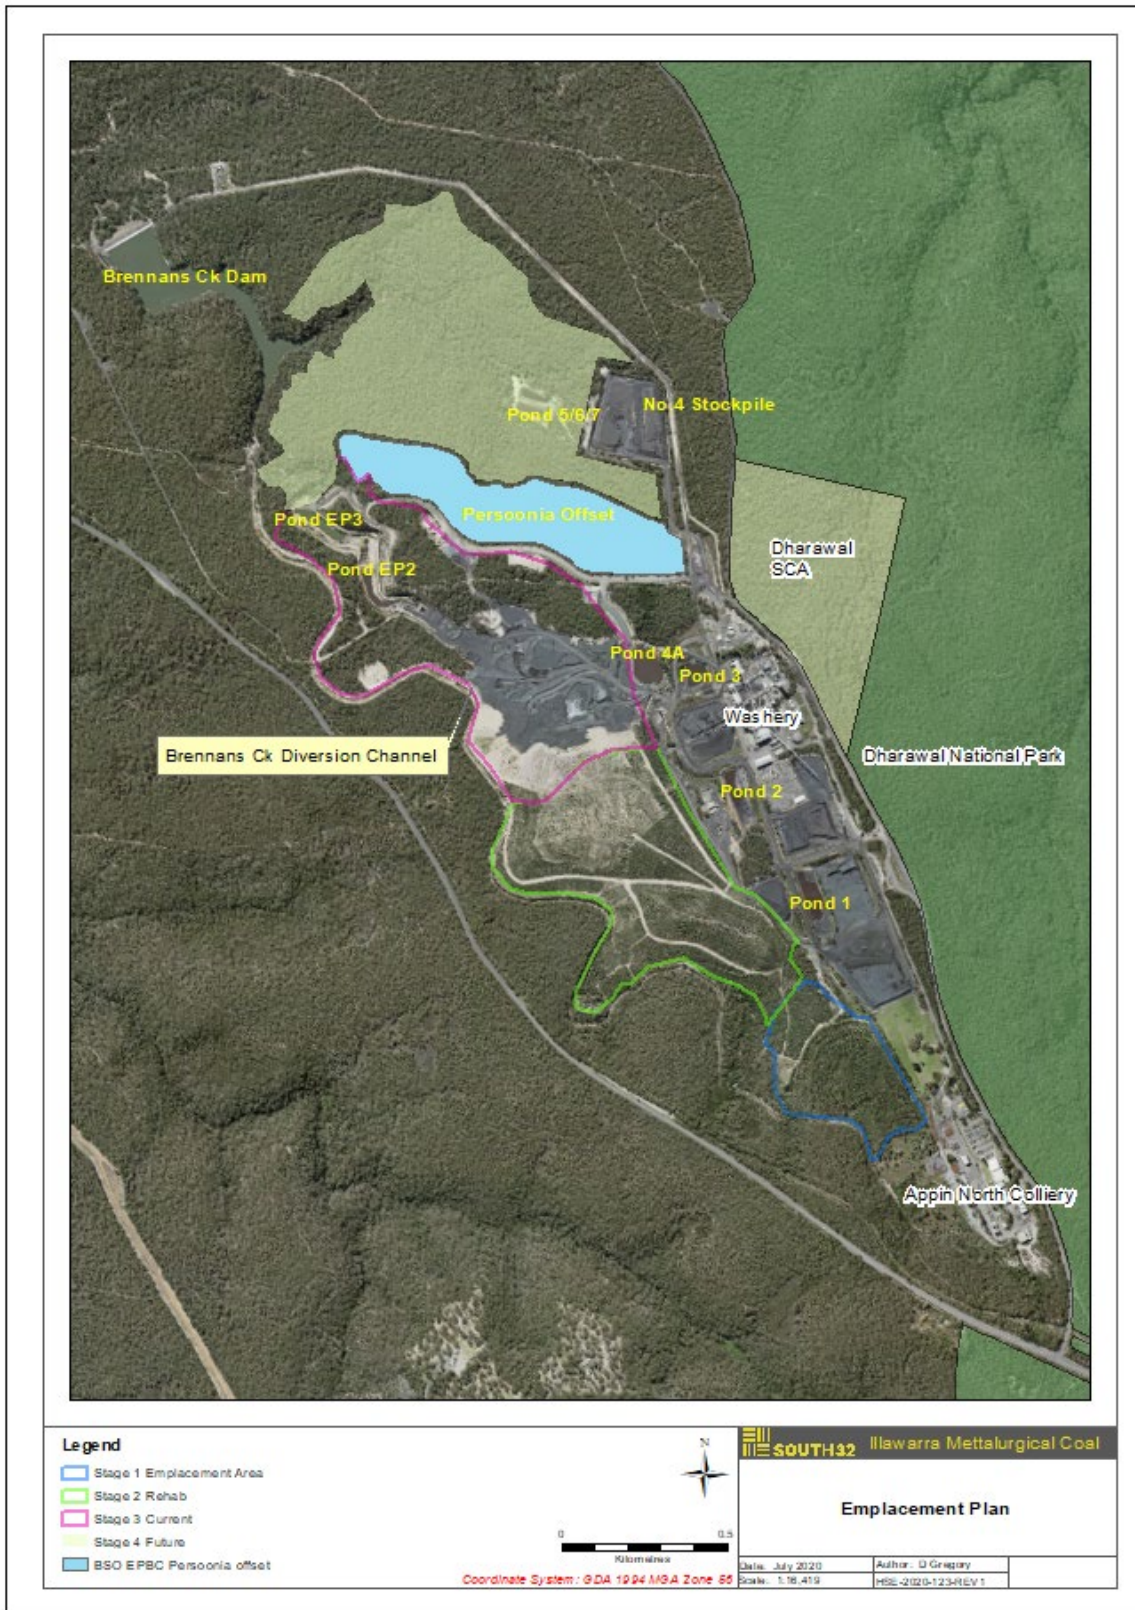 Brennans Ck Dam
Pond 5/6/7
No.4 Stockpile
Persoonia Offset
Pond EP3
Pond EP2
Dharawal
SCA
Pond 4A
Pond 3
Washery
Brennans Ck Diversion Channel
Dharawal National Park
Pond 2
Pond 1
Appin North Colliery
Legend
Stage 1 Emplacement Area
Stage 2 Rehab
Stage 3 Current
Stage 4 Future
BSO EPBC Persoonia offset
N
0 0.5
Kilometres
Coordinate System: GDA 1994 MGA Zone 56
SOUTH32 Illawarra Mettalurgical Coal
Emplacement Plan
Date: July 2020 Author: D Gregory
Scale: 1:16,419 HSE-2020-123-REV1